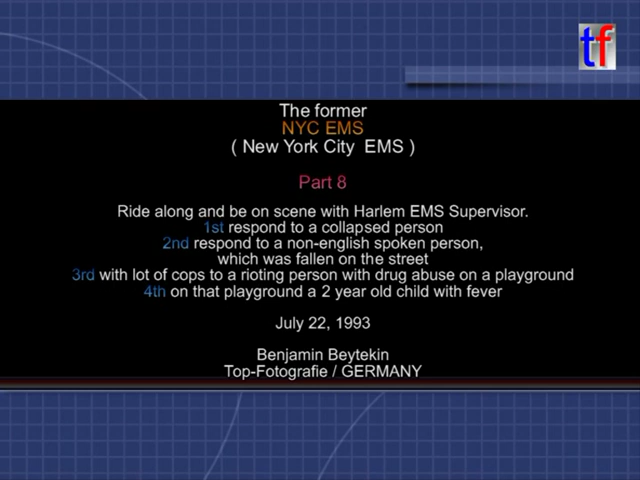 tf
The former
NYC EMS
( New York City EMS )
Part 8
Ride along and be on scene with Harlem EMS Supervisor.
1st respond to a collapsed person
2nd respond to a non-english spoken person,
which was fallen on the street
3rd with lot of cops to a rioting person with drug abuse on a playground
4th on that playground a 2 year old child with fever
July 22, 1993
Benjamin Beytekin
Top-Fotografie / GERMANY